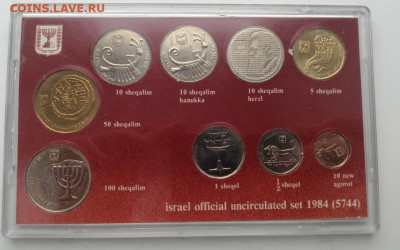 COINS.LAVE.RU
10 sheqalim
10 sheqalim
hanukka
10 sheqalim
herzl
5 sheqalim
50 sheqalim
100 sheqalim
1 sheqel
½ sheqel
10 new
agorot
israel official uncirculated set 1984 (5744)